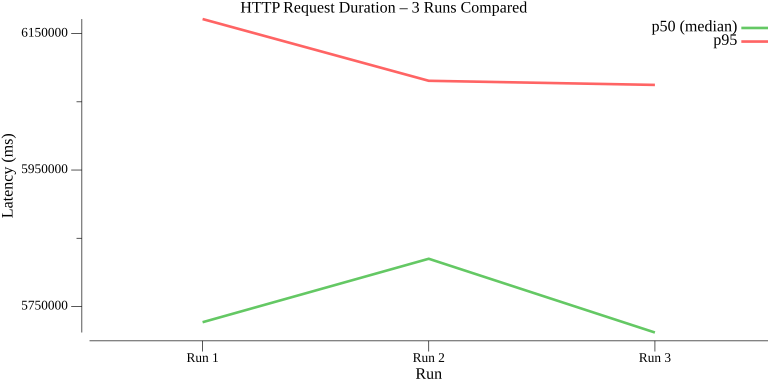 HTTP Request Duration – 3 Runs Compared
p50 (median)
p95
6150000
5950000
5750000
Latency (ms)
Run 1
Run 2
Run 3
Run